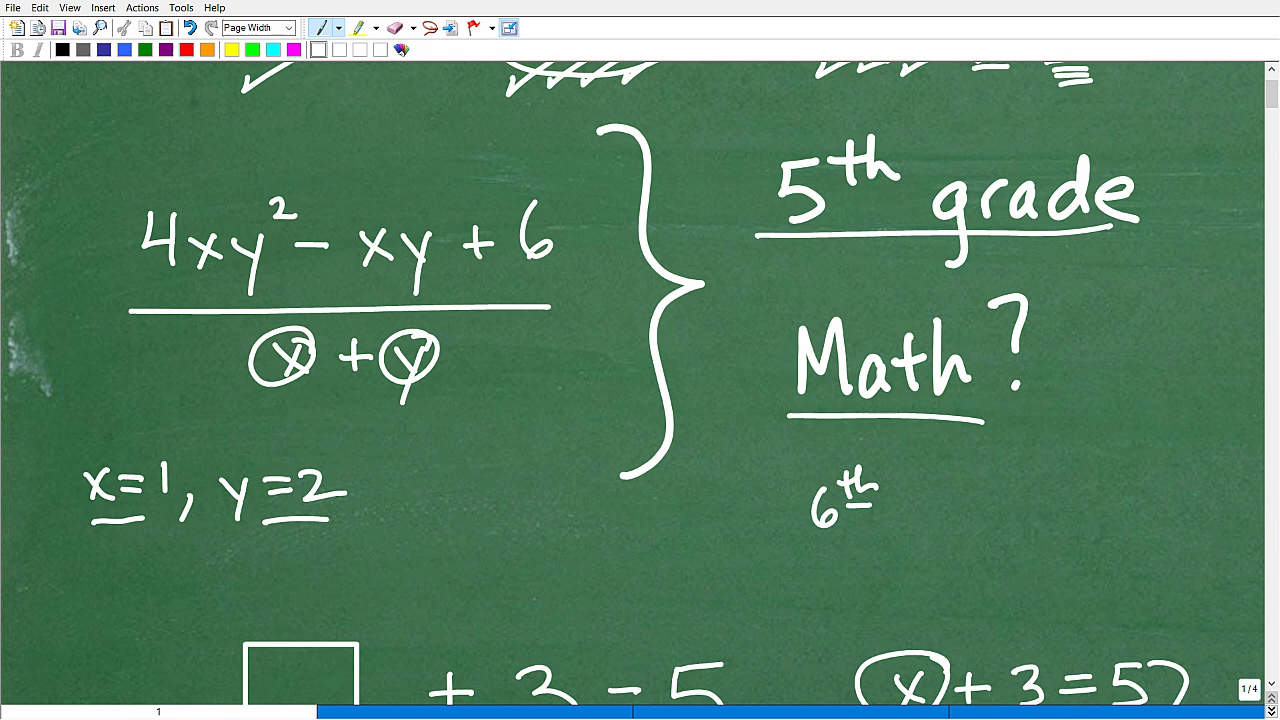 File Edit View Insert Actions Tools Help
Page Width
B I
5th grade
4xy² - xy + 6
x + y
Math?
x=1, y=2
6th
+ 3 = 5 x + 3 = 5
1/4
1